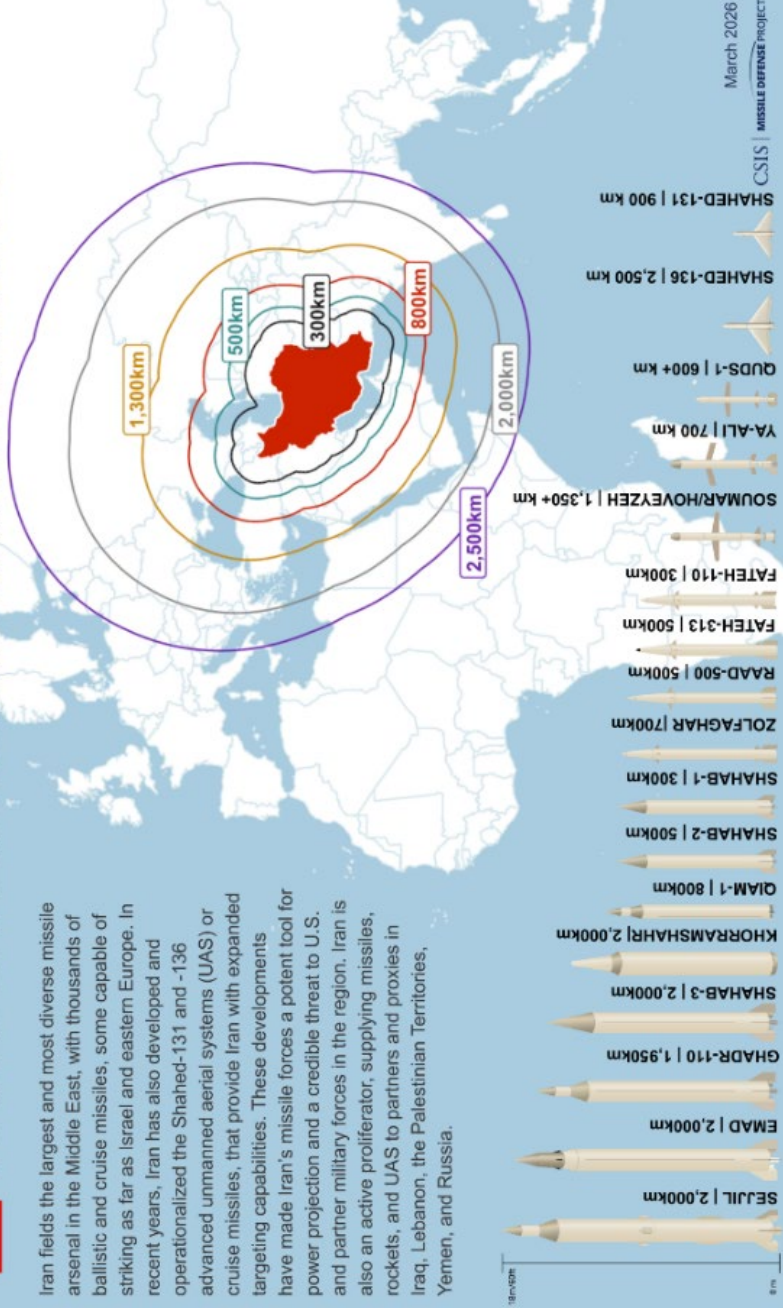 Iran fields the largest and most diverse missile
arsenal in the Middle East, with thousands of
ballistic and cruise missiles, some capable of
striking as far as Israel and eastern Europe. In
recent years, Iran has also developed and
operationalized the Shahed-131 and -136
advanced unmanned aerial systems (UAS) or
cruise missiles, that provide Iran with expanded
targeting capabilities. These developments
have made Iran's missile forces a potent tool for
power projection and a credible threat to U.S.
and partner military forces in the region. Iran is
also an active proliferator, supplying missiles,
rockets, and UAS to partners and proxies in
Iraq, Lebanon, the Palestinian Territories,
Yemen, and Russia.
1,300km
500km
300km
800km
2,000km
2,500km
18m/60ft
0 m
SEJJIL | 2,000km
EMAD | 2,000km
GHADR-110 | 1,950km
SHAHAB-3 | 2,000km
KHORRAMSHAHR| 2,000km
QIAM-1 | 800km
SHAHAB-2 | 500km
SHAHAB-1 | 300km
ZOLFAGHAR |700km
RAAD-500 | 500km
FATEH-313 | 500km
FATEH-110 | 300km
SOUMAR/HOVEYZEH | 1,350+ km
YA-ALI | 700 km
QUDS-1 | 600+ km
SHAHED-136 | 2,500 km
SHAHED-131 | 900 km
March 2026
CSIS | MISSILE DEFENSE PROJECT